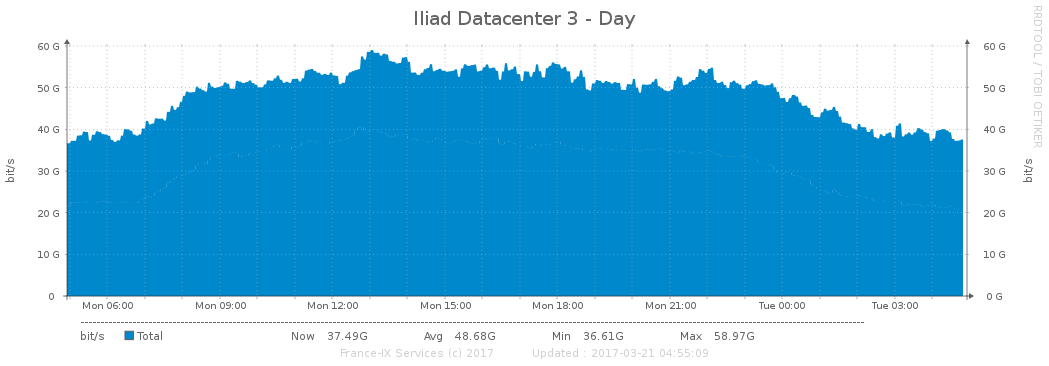 Iliad Datacenter 3 - Day
RRDTOOL / TOBI OETIKER
60 G 60 G
50 G 50 G
40 G 40 G
30 G 30 G
20 G 20 G
10 G 10 G
0 0 G
bit/s bit/s
Mon 06:00 Mon 09:00 Mon 12:00 Mon 15:00 Mon 18:00 Mon 21:00 Tue 00:00 Tue 03:00
bit/s Total Now 37.49G Avg 48.68G Min 36.61G Max 58.97G
France-IX Services (c) 2017 Updated : 2017-03-21 04:55:09